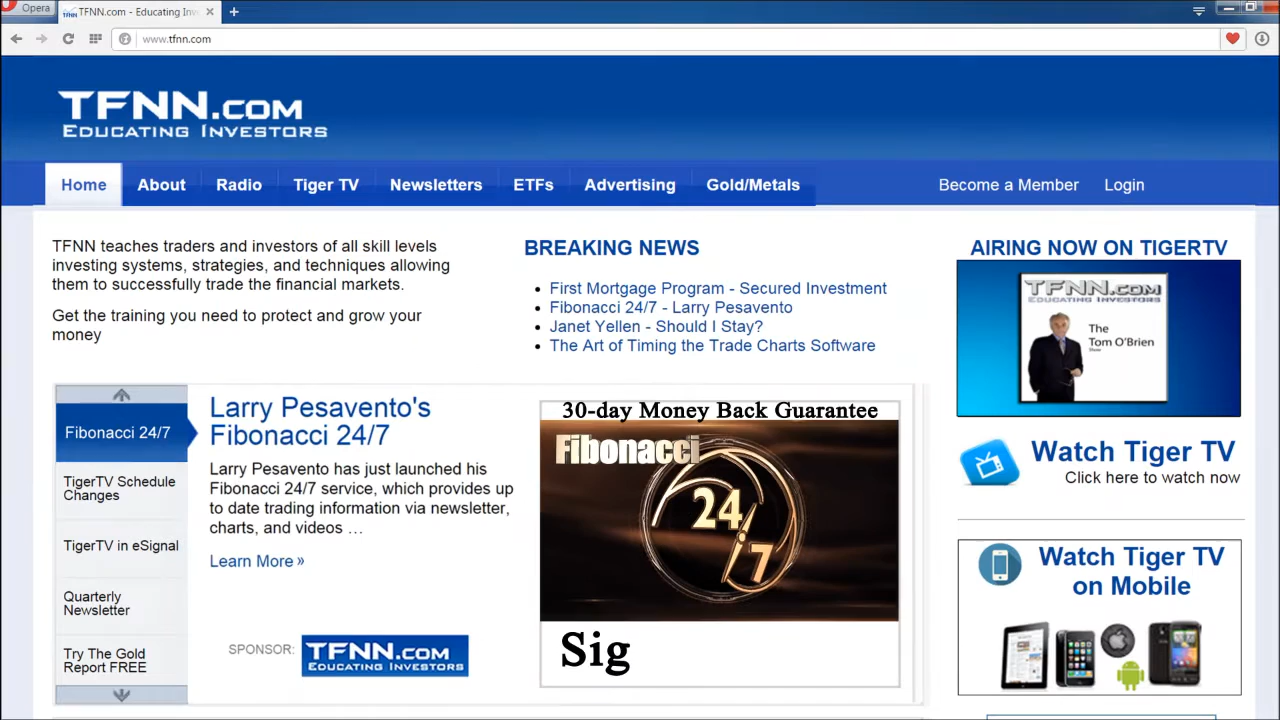 Opera
TFNN.com - Educating Inv
www.tfnn.com
TFNN.COM
EDUCATING INVESTORS
Home
About
Radio
Tiger TV
Newsletters
ETFs
Advertising
Gold/Metals
Become a Member
Login
TFNN teaches traders and investors of all skill levels
investing systems, strategies, and techniques allowing
them to successfully trade the financial markets.
Get the training you need to protect and grow your
money
BREAKING NEWS
First Mortgage Program - Secured Investment
Fibonacci 24/7 - Larry Pesavento
Janet Yellen - Should I Stay?
The Art of Timing the Trade Charts Software
AIRING NOW ON TIGERTV
TFNN.COM
EDUCATING INVESTORS
The
Tom O'Brien
Show
Watch Tiger TV
Click here to watch now
Fibonacci 24/7
TigerTV Schedule
Changes
TigerTV in eSignal
Quarterly
Newsletter
Try The Gold
Report FREE
Larry Pesavento's
Fibonacci 24/7
Larry Pesavento has just launched his
Fibonacci 24/7 service, which provides up
to date trading information via newsletter,
charts, and videos …
Learn More »
SPONSOR:
TFNN.COM
EDUCATING INVESTORS
30-day Money Back Guarantee
Fibonacci
24
7
Sig
Watch Tiger TV
on Mobile